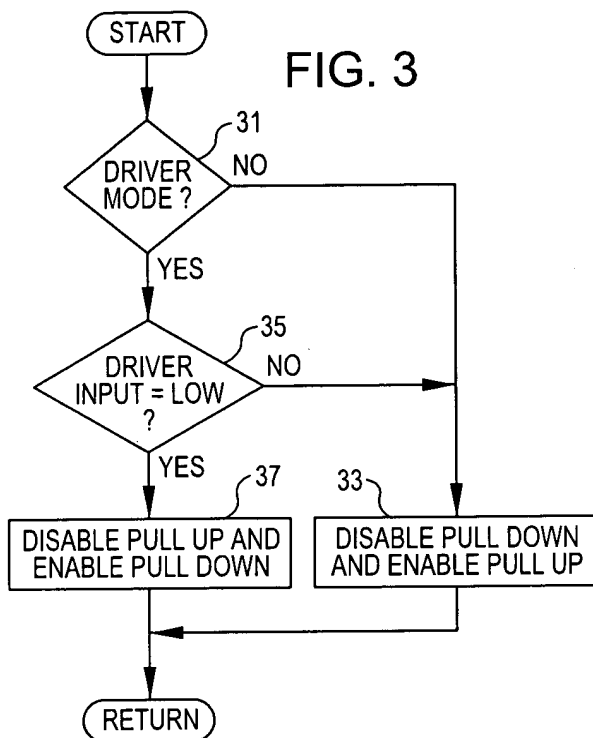 START
FIG. 3
31
DRIVER
MODE ?
NO
YES
35
DRIVER
INPUT = LOW
?
NO
YES
37
DISABLE PULL UP AND
ENABLE PULL DOWN
33
DISABLE PULL DOWN
AND ENABLE PULL UP
RETURN